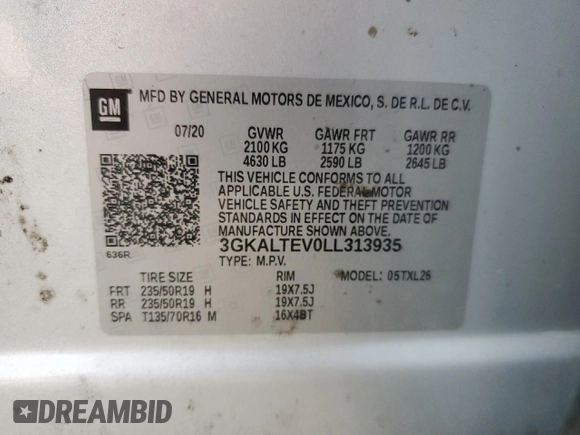 GM
MFD BY GENERAL MOTORS DE MEXICO, S. DE R.L. DE C.V.
07/20 GVWR GAWR FRT GAWR RR
2100 KG 1175 KG 1200 KG
4630 LB 2590 LB 2645 LB
THIS VEHICLE CONFORMS TO ALL
APPLICABLE U.S. FEDERAL MOTOR
VEHICLE SAFETY AND THEFT PREVENTION
STANDARDS IN EFFECT ON THE DATE OF
MANUFACTURE SHOWN ABOVE.
636R 3GKALTEV0LL313935
TYPE: M.P.V.
TIRE SIZE RIM MODEL: 05TXL26
FRT 235/50R19 H 19X7.5J
RR 235/50R19 H 19X7.5J
SPA T135/70R16 M 16X4BT
DREAMBID